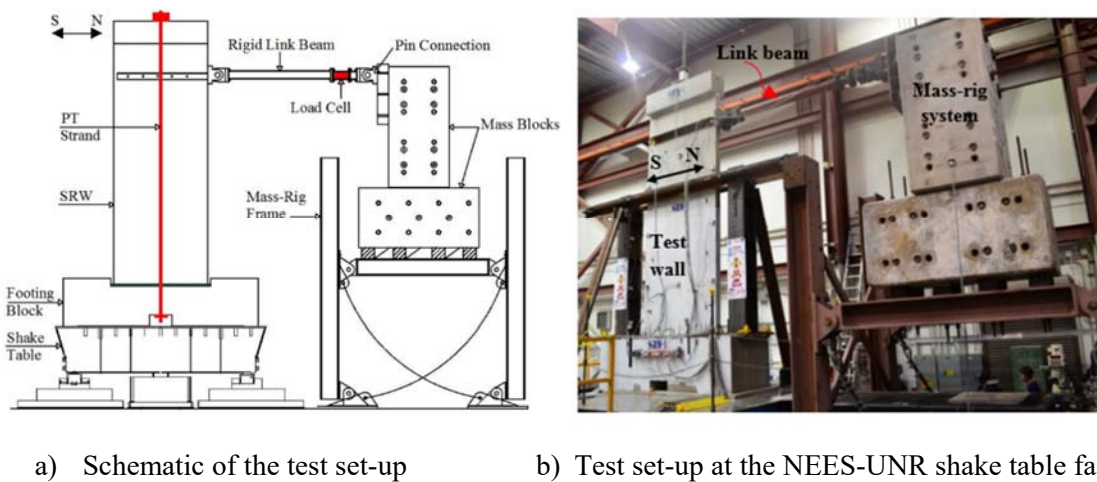 S N
Rigid Link Beam
Pin Connection
Load Cell
PT
Strand
Mass Blocks
SRW
Mass-Rig
Frame
Footing
Block
Shake
Table
Link beam
Mass-rig
system
S N
Test
wall
a) Schematic of the test set-up
b) Test set-up at the NEES-UNR shake table fa